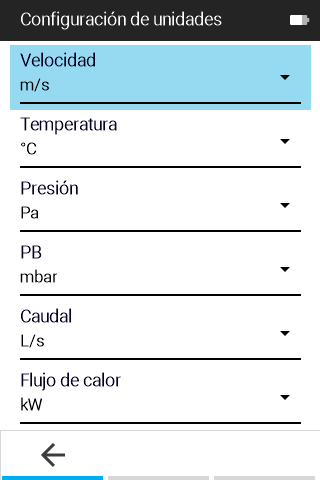 Configuración de unidades
Velocidad
m/s
Temperatura
°C
Presión
Pa
PB
mbar
Caudal
L/s
Flujo de calor
kW